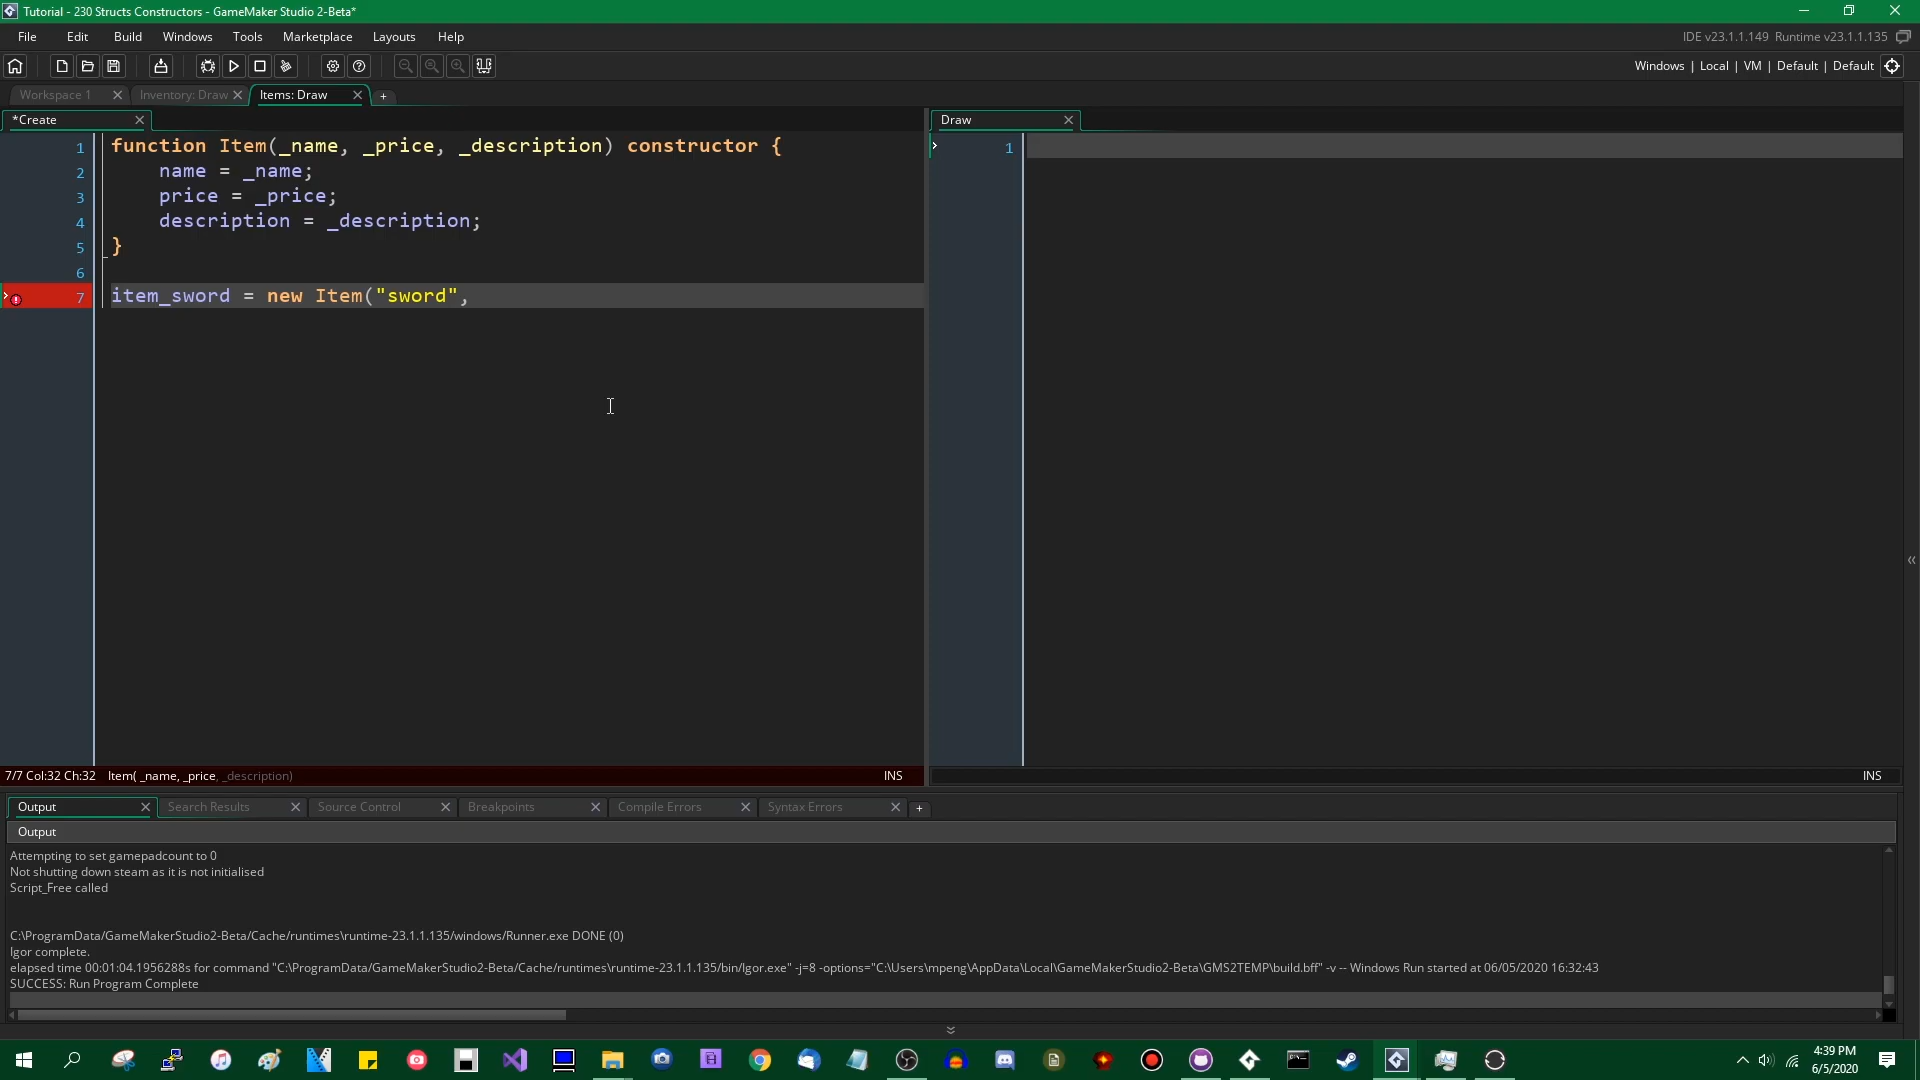 Tutorial - 230 Structs Constructors - GameMaker Studio 2-Beta*
File Edit Build Windows Tools Marketplace Layouts Help
IDE v23.1.1.149 Runtime v23.1.1.135
Windows | Local | VM | Default | Default
Workspace 1 Inventory: Draw Items: Draw
*Create
Draw
1 function Item(_name, _price, _description) constructor {
2 name = _name;
3 price = _price;
4 description = _description;
5 }
6
7 item_sword = new Item("sword",
1
7/7 Col:32 Ch:32 Item( _name, _price, _description) INS
INS
Output Search Results Source Control Breakpoints Compile Errors Syntax Errors
Output
Attempting to set gamepadcount to 0
Not shutting down steam as it is not initialised
Script_Free called
C:\ProgramData/GameMakerStudio2-Beta/Cache/runtimes\runtime-23.1.1.135/windows/Runner.exe DONE (0)
Igor complete.
elapsed time 00:01:04.1956288s for command "C:\ProgramData/GameMakerStudio2-Beta/Cache/runtimes\runtime-23.1.1.135/bin/Igor.exe" -j=8 -options="C:\Users\mpeng\AppData\Local\GameMakerStudio2-Beta\GMS2TEMP\build.bff" -v -- Windows Run started at 06/05/2020 16:32:43
SUCCESS: Run Program Complete
4:39 PM
6/5/2020